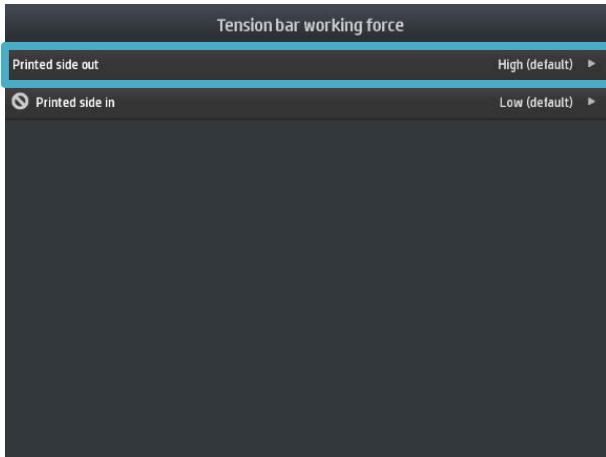 Tension bar working force
Printed side out High (default)
Printed side in Low (default)